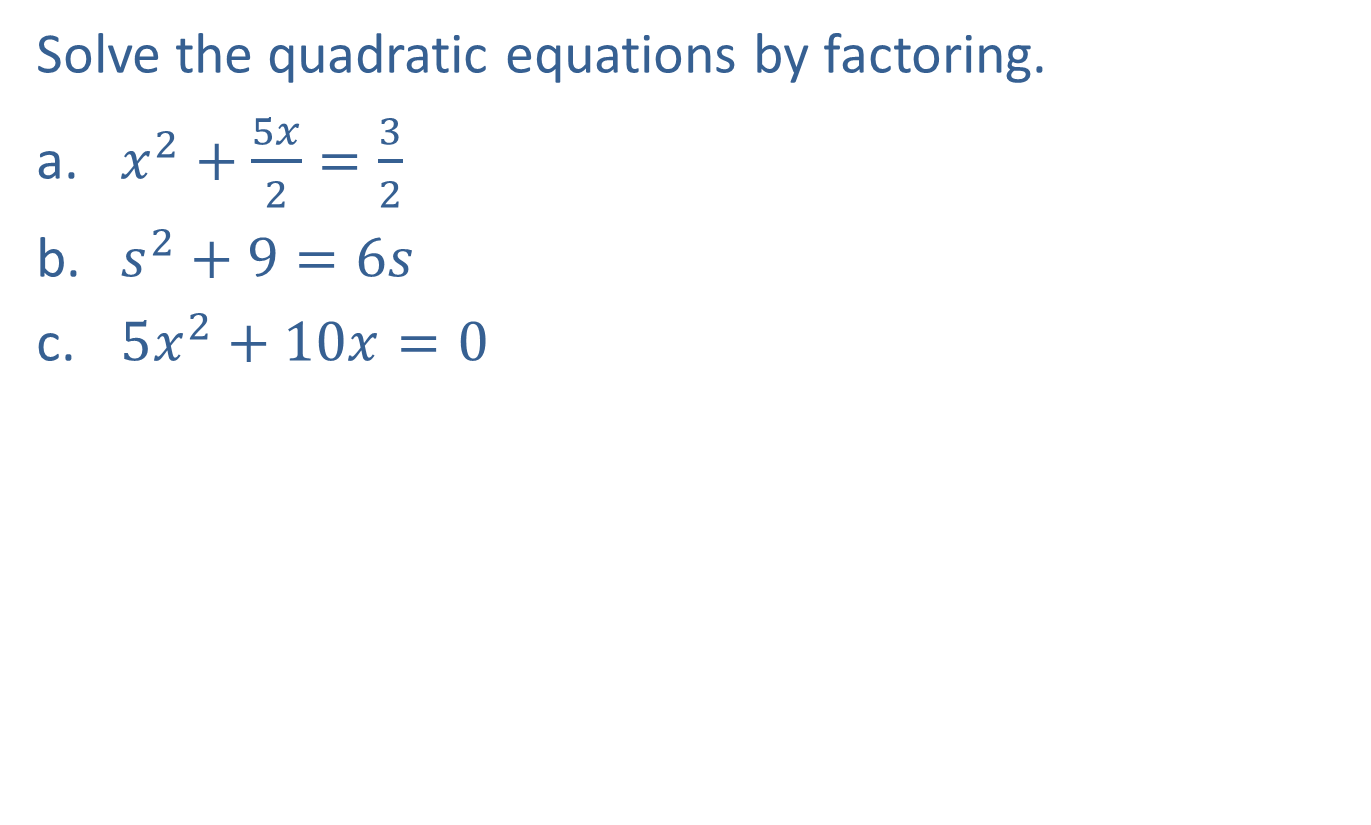 Solve the quadratic equations by factoring.
a. x² + 5x/2 = 3/2
b. s² + 9 = 6s
c. 5x² + 10x = 0